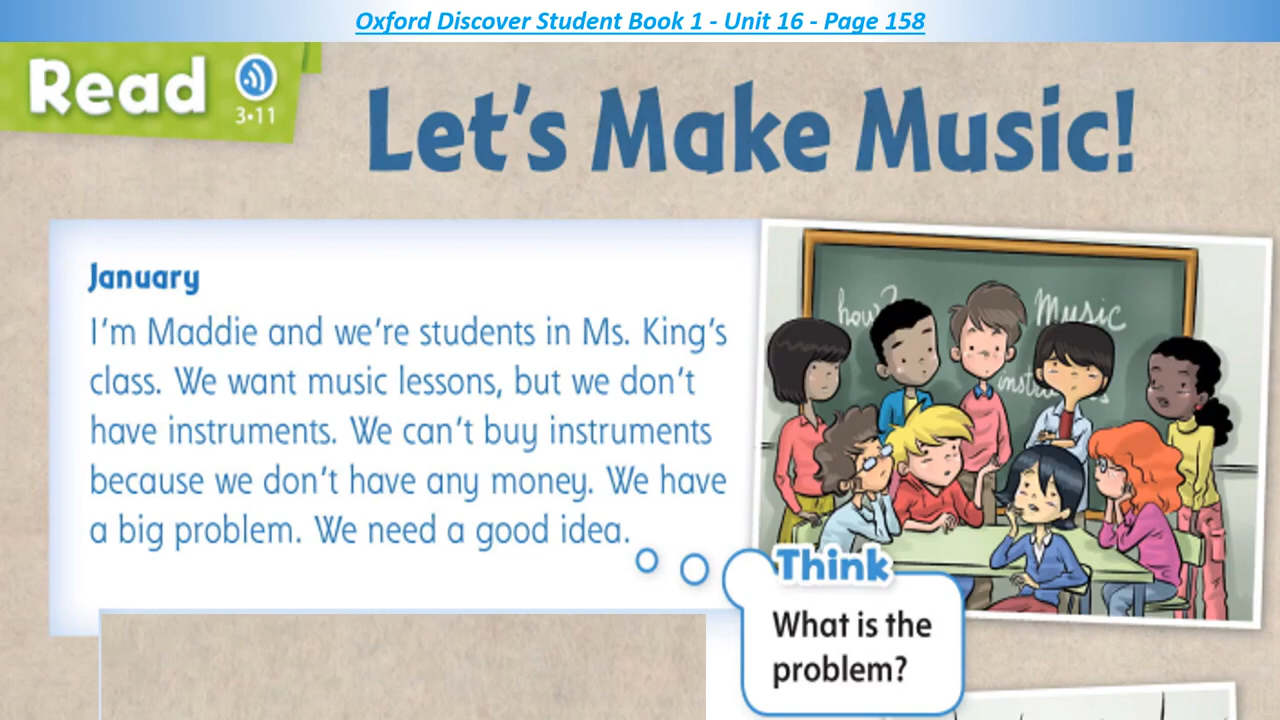 Oxford Discover Student Book 1 - Unit 16 - Page 158
Read
3•11
Let's Make Music!
January
I'm Maddie and we're students in Ms. King's
class. We want music lessons, but we don't
have instruments. We can't buy instruments
because we don't have any money. We have
a big problem. We need a good idea.
how?
Music
Think
What is the
problem?